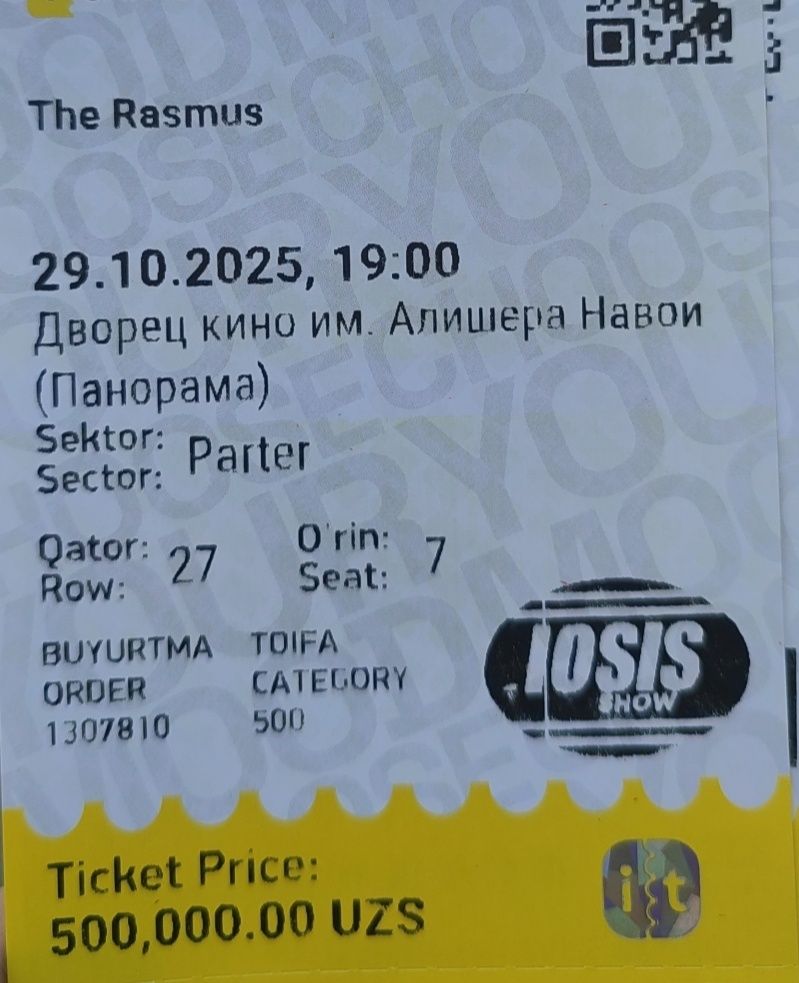 The Rasmus
29.10.2025, 19:00
Дворец кино им. Алишера Навои
(Панорама)
Sektor:
Sector:
Parter
Qator:
Row:
27
O'rin:
Seat:
7
BUYURTMA
ORDER
1307810
TOIFA
CATEGORY
500
IOSIS
SHOW
Ticket Price:
500,000.00 UZS
it